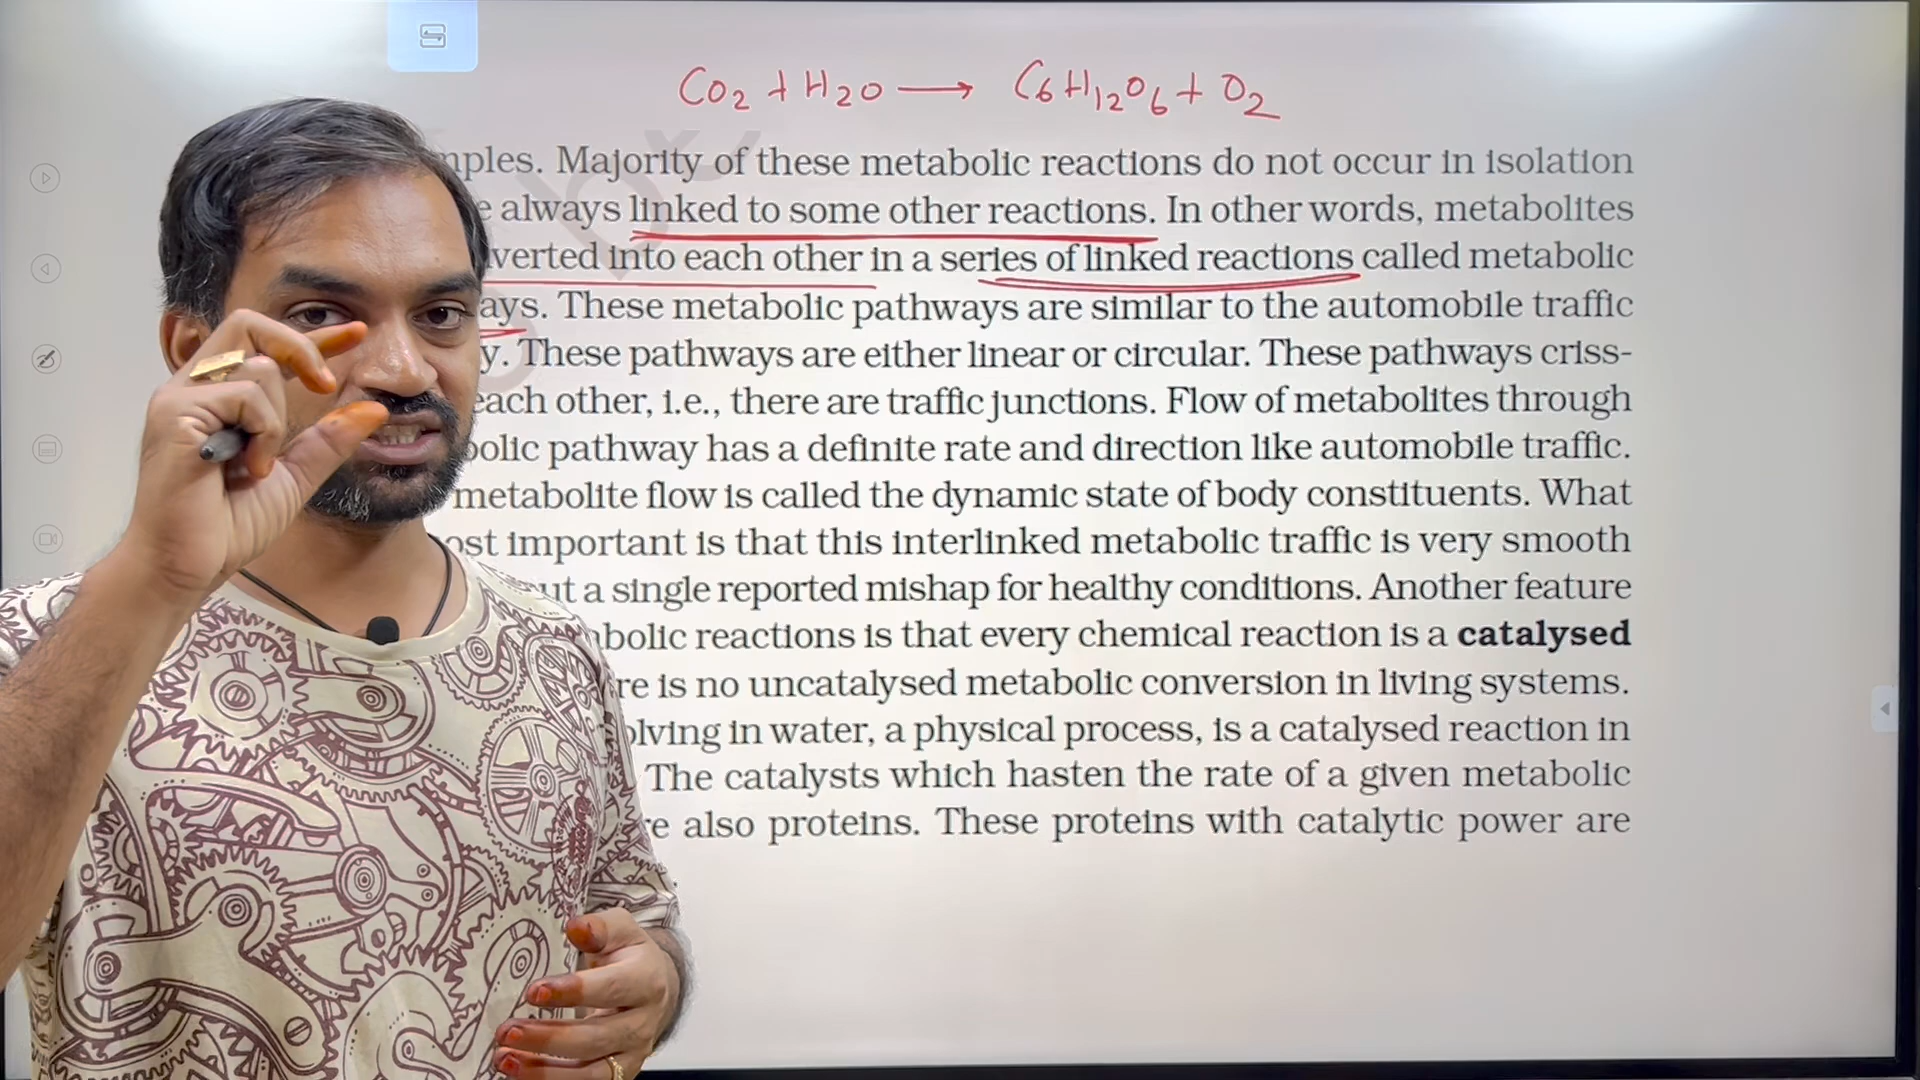 CO2 + H2O ⟶ C6H12O6 + O2
mples. Majority of these metabolic reactions do not occur in isolation
e always linked to some other reactions. In other words, metabolites
verted into each other in a series of linked reactions called metabolic
ays. These metabolic pathways are similar to the automobile traffic
y. These pathways are either linear or circular. These pathways criss-
each other, i.e., there are traffic junctions. Flow of metabolites through
bolic pathway has a definite rate and direction like automobile traffic.
metabolite flow is called the dynamic state of body constituents. What
ost important is that this interlinked metabolic traffic is very smooth
ut a single reported mishap for healthy conditions. Another feature
abolic reactions is that every chemical reaction is a catalysed
re is no uncatalysed metabolic conversion in living systems.
olving in water, a physical process, is a catalysed reaction in
The catalysts which hasten the rate of a given metabolic
re also proteins. These proteins with catalytic power are